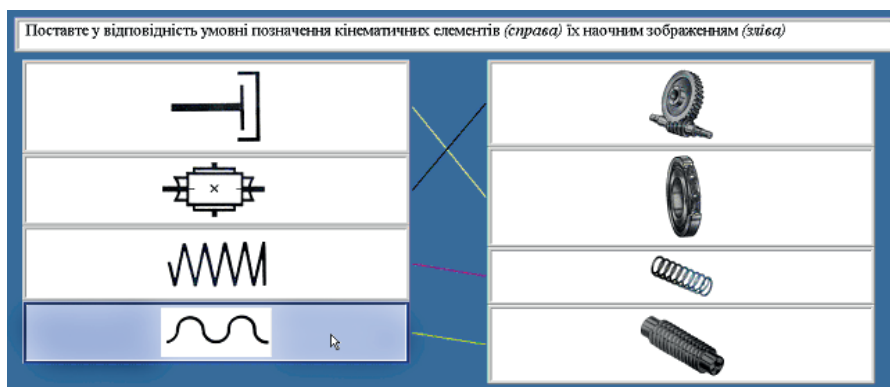 Поставте у відповідність умовні позначення кінематичних елементів (справа) їх наочним зображенням (зліва)